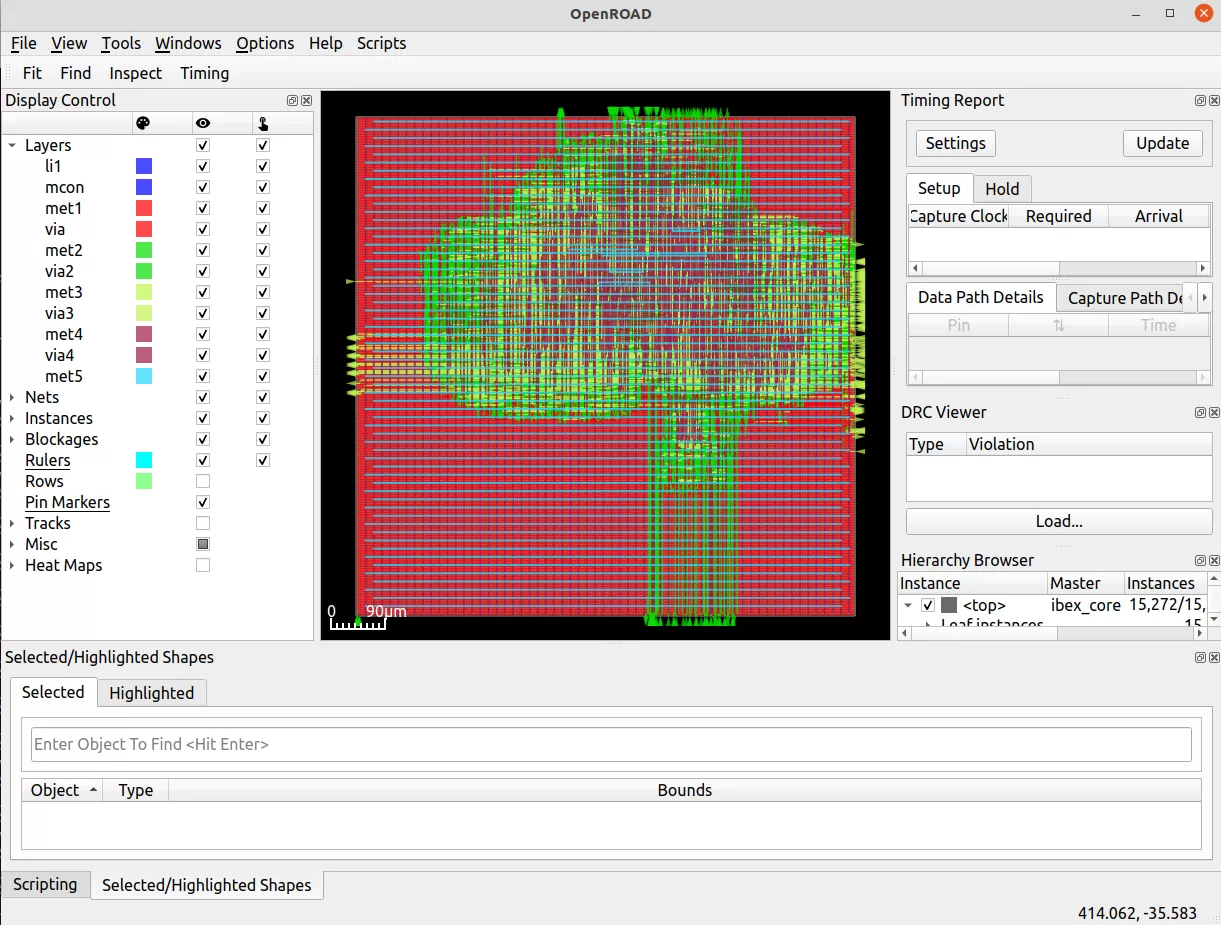 OpenROAD
File View Tools Windows Options Help Scripts
Fit Find Inspect Timing
Display Control
Layers
li1
mcon
met1
via
met2
via2
met3
via3
met4
via4
met5
Nets
Instances
Blockages
Rulers
Rows
Pin Markers
Tracks
Misc
Heat Maps
0 90um
Timing Report
Settings Update
Setup Hold
Capture Clock Required Arrival
Data Path Details Capture Path De
Pin Time
DRC Viewer
Type Violation
Load...
Hierarchy Browser
Instance Master Instances
<top> ibex_core 15,272/15,
Leaf instances 15
Selected/Highlighted Shapes
Selected Highlighted
Enter Object To Find <Hit Enter>
Object Type Bounds
Scripting Selected/Highlighted Shapes
414.062, -35.583